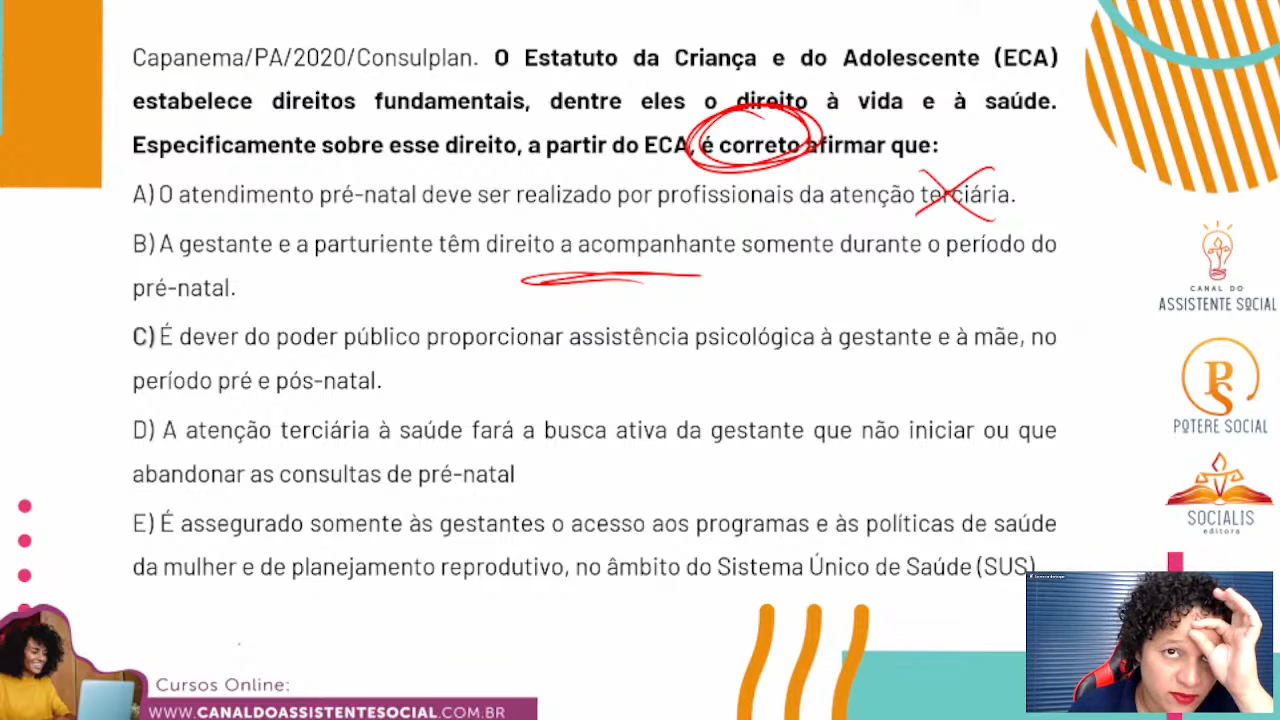 Capanema/PA/2020/Consulplan. O Estatuto da Criança e do Adolescente (ECA)
estabelece direitos fundamentais, dentre eles o direito à vida e à saúde.
Especificamente sobre esse direito, a partir do ECA, é correto afirmar que:
A) O atendimento pré-natal deve ser realizado por profissionais da atenção terciária.
B) A gestante e a parturiente têm direito a acompanhante somente durante o período do
pré-natal.
C) É dever do poder público proporcionar assistência psicológica à gestante e à mãe, no
período pré e pós-natal.
D) A atenção terciária à saúde fará a busca ativa da gestante que não iniciar ou que
abandonar as consultas de pré-natal
E) É assegurado somente às gestantes o acesso aos programas e às políticas de saúde
da mulher e de planejamento reprodutivo, no âmbito do Sistema Único de Saúde (SUS)
CANAL DO
ASSISTENTE SOCIAL
PS
POTERE SOCIAL
SOCIALIS
editora
Cursos Online:
WWW.CANALDOASSISTENTESOCIAL.COM.BR